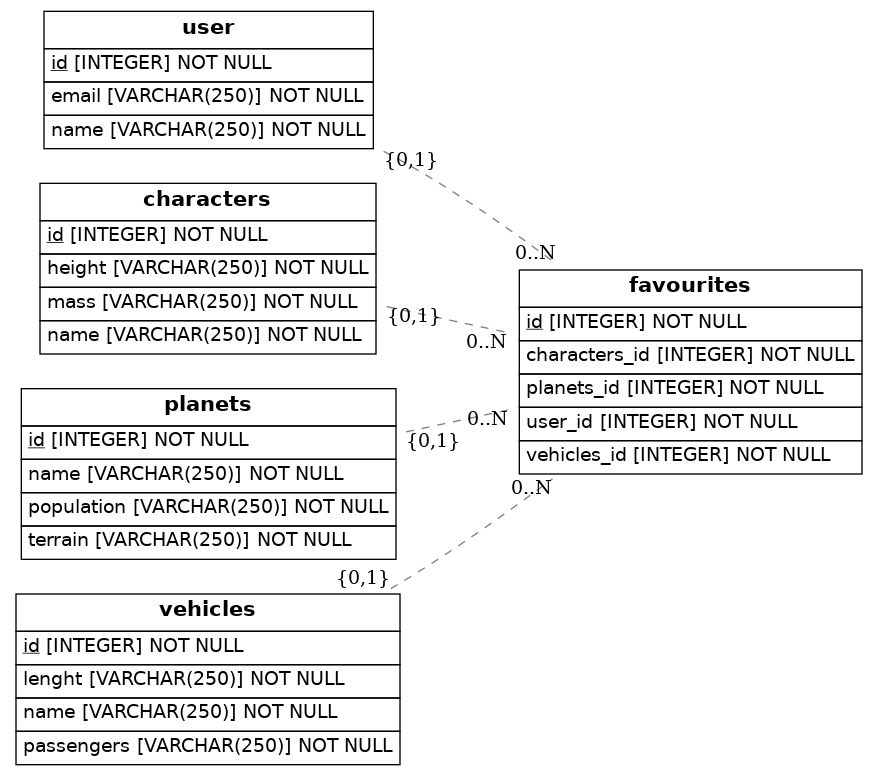 user
id [INTEGER] NOT NULL
email [VARCHAR(250)] NOT NULL
name [VARCHAR(250)] NOT NULL
{0,1}
characters
id [INTEGER] NOT NULL
height [VARCHAR(250)] NOT NULL
mass [VARCHAR(250)] NOT NULL
name [VARCHAR(250)] NOT NULL
{0,1}
0..N
0..N
favourites
id [INTEGER] NOT NULL
characters_id [INTEGER] NOT NULL
planets_id [INTEGER] NOT NULL
user_id [INTEGER] NOT NULL
vehicles_id [INTEGER] NOT NULL
planets
id [INTEGER] NOT NULL
name [VARCHAR(250)] NOT NULL
population [VARCHAR(250)] NOT NULL
terrain [VARCHAR(250)] NOT NULL
0..N
{0,1}
0..N
{0,1}
vehicles
id [INTEGER] NOT NULL
lenght [VARCHAR(250)] NOT NULL
name [VARCHAR(250)] NOT NULL
passengers [VARCHAR(250)] NOT NULL